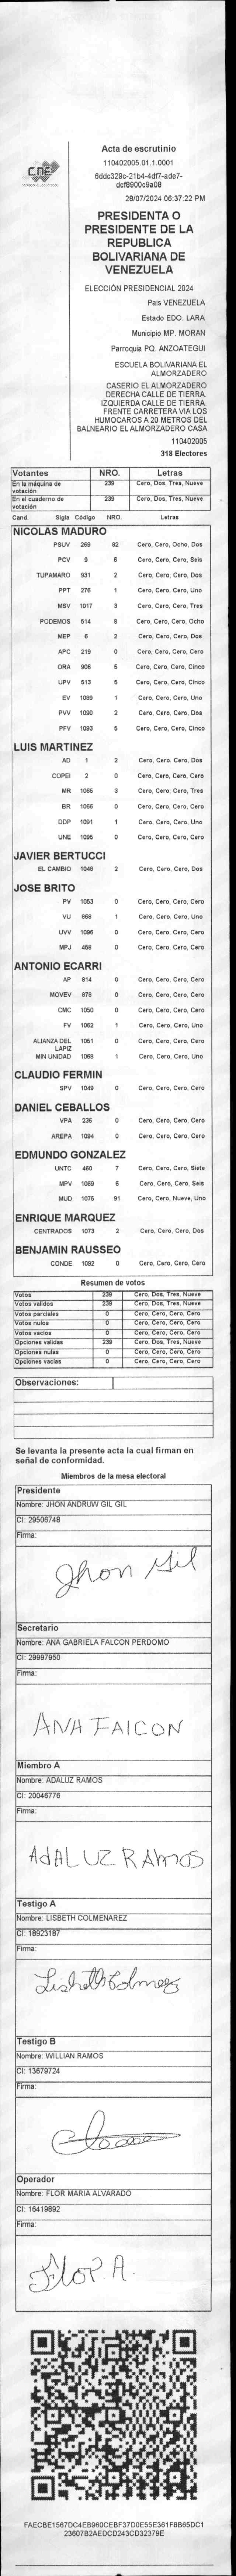 CNE
Acta de escrutinio
110402005.01.1.0001
6ddc329c-21b4-4df7-ade7-
dcf8900c9a08
28/07/2024 06:37:22 PM
PRESIDENTA O
PRESIDENTE DE LA
REPUBLICA
BOLIVARIANA DE
VENEZUELA
ELECCIÓN PRESIDENCIAL 2024
Pais VENEZUELA
Estado EDO. LARA
Municipio MP. MORAN
Parroquia PQ. ANZOATEGUI
ESCUELA BOLIVARIANA EL
ALMORZADERO
CASERIO EL ALMORZADERO
DERECHA CALLE DE TIERRA.
IZQUIERDA CALLE DE TIERRA.
FRENTE CARRETERA VIA LOS
HUMOCAROS A 20 METROS DEL
BALNEARIO EL ALMORZADERO CASA
110402005
318 Electores
Votantes NRO. Letras
En la máquina de votación 239 Cero, Dos, Tres, Nueve
En el cuaderno de votación 239 Cero, Dos, Tres, Nueve
Cand. Sigla Código NRO. Letras
NICOLAS MADURO
PSUV 269 82 Cero, Cero, Ocho, Dos
PCV 9 6 Cero, Cero, Cero, Seis
TUPAMARO 931 2 Cero, Cero, Cero, Dos
PPT 276 1 Cero, Cero, Cero, Uno
MSV 1017 3 Cero, Cero, Cero, Tres
PODEMOS 514 8 Cero, Cero, Cero, Ocho
MEP 6 2 Cero, Cero, Cero, Dos
APC 219 0 Cero, Cero, Cero, Cero
ORA 906 5 Cero, Cero, Cero, Cinco
UPV 613 5 Cero, Cero, Cero, Cinco
EV 1089 1 Cero, Cero, Cero, Uno
PVV 1090 2 Cero, Cero, Cero, Dos
PFV 1093 5 Cero, Cero, Cero, Cinco
LUIS MARTINEZ
AD 1 2 Cero, Cero, Cero, Dos
COPEI 2 0 Cero, Cero, Cero, Cero
MR 1065 3 Cero, Cero, Cero, Tres
BR 1066 0 Cero, Cero, Cero, Cero
DDP 1091 1 Cero, Cero, Cero, Uno
UNE 1095 0 Cero, Cero, Cero, Cero
JAVIER BERTUCCI
EL CAMBIO 1048 2 Cero, Cero, Cero, Dos
JOSE BRITO
PV 1053 0 Cero, Cero, Cero, Cero
VU 868 1 Cero, Cero, Cero, Uno
UVV 1096 0 Cero, Cero, Cero, Cero
MPJ 458 0 Cero, Cero, Cero, Cero
ANTONIO ECARRI
AP 814 0 Cero, Cero, Cero, Cero
MOVEV 878 0 Cero, Cero, Cero, Cero
CMC 1050 0 Cero, Cero, Cero, Cero
FV 1062 1 Cero, Cero, Cero, Uno
ALIANZA DEL LAPIZ 1051 0 Cero, Cero, Cero, Cero
MIN UNIDAD 1068 1 Cero, Cero, Cero, Uno
CLAUDIO FERMIN
SPV 1049 0 Cero, Cero, Cero, Cero
DANIEL CEBALLOS
VPA 236 0 Cero, Cero, Cero, Cero
AREPA 1094 0 Cero, Cero, Cero, Cero
EDMUNDO GONZALEZ
UNTC 460 7 Cero, Cero, Cero, Siete
MPV 1069 6 Cero, Cero, Cero, Seis
MUD 1075 91 Cero, Cero, Nueve, Uno
ENRIQUE MARQUEZ
CENTRADOS 1073 2 Cero, Cero, Cero, Dos
BENJAMIN RAUSSEO
CONDE 1092 0 Cero, Cero, Cero, Cero
Resumen de votos
Votos 239 Cero, Dos, Tres, Nueve
Votos validos 239 Cero, Dos, Tres, Nueve
Votos parciales 0 Cero, Cero, Cero, Cero
Votos nulos 0 Cero, Cero, Cero, Cero
Votos vacios 0 Cero, Cero, Cero, Cero
Opciones validas 239 Cero, Dos, Tres, Nueve
Opciones nulas 0 Cero, Cero, Cero, Cero
Opciones vacias 0 Cero, Cero, Cero, Cero
Observaciones:
Se levanta la presente acta la cual firman en
señal de conformidad.
Miembros de la mesa electoral
Presidente
Nombre: JHON ANDRUW GIL GIL
CI: 29506748
Firma:
Jhon Gil
Secretario
Nombre: ANA GABRIELA FALCON PERDOMO
CI: 29997950
Firma:
ANA FALCON
Miembro A
Nombre: ADALUZ RAMOS
CI: 20046776
Firma:
AdALUZ RAmos
Testigo A
Nombre: LISBETH COLMENAREZ
CI: 18923187
Firma:
Testigo B
Nombre: WILLIAN RAMOS
CI: 13679724
Firma:
Operador
Nombre: FLOR MARIA ALVARADO
CI: 16419892
Firma:
Flor. A.
FAECBE1567DC4EB960CEBF37D0E55E361F8B65DC1
23607B2AEDCD243CD32379E